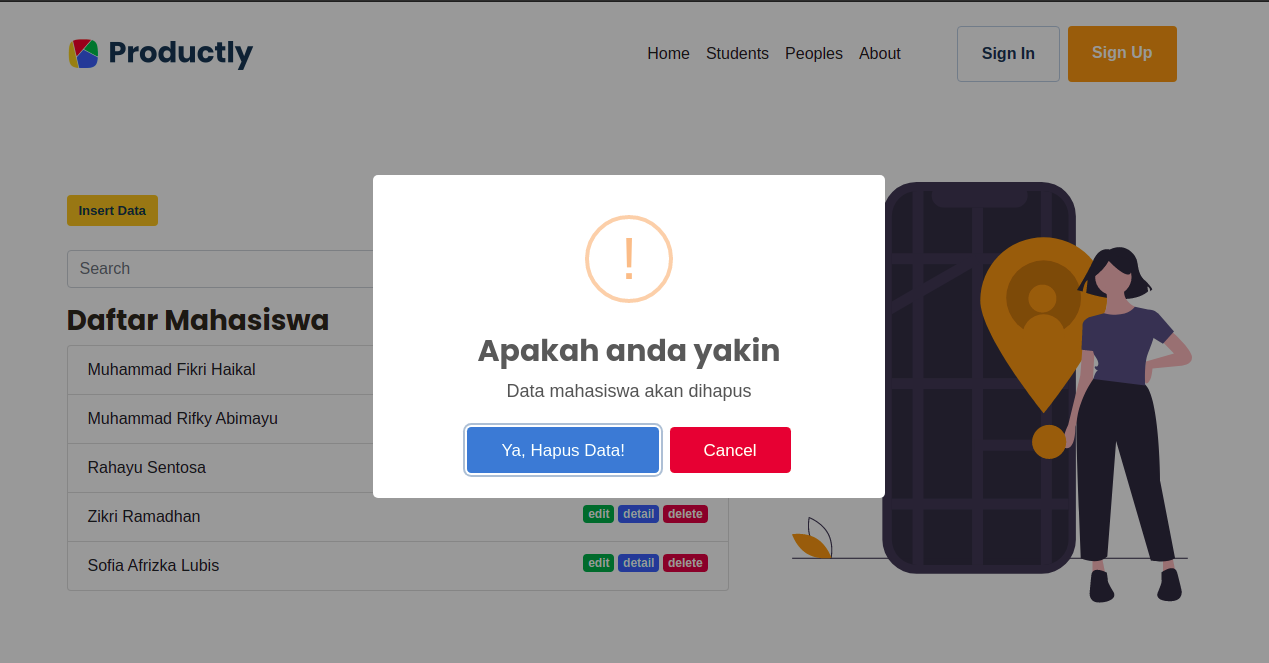 Productly
Home Students Peoples About Sign In Sign Up
Insert Data
Search
Daftar Mahasiswa
Muhammad Fikri Haikal
Muhammad Rifky Abimayu
Rahayu Sentosa
Zikri Ramadhan edit detail delete
Sofia Afrizka Lubis edit detail delete
!
Apakah anda yakin
Data mahasiswa akan dihapus
Ya, Hapus Data! Cancel